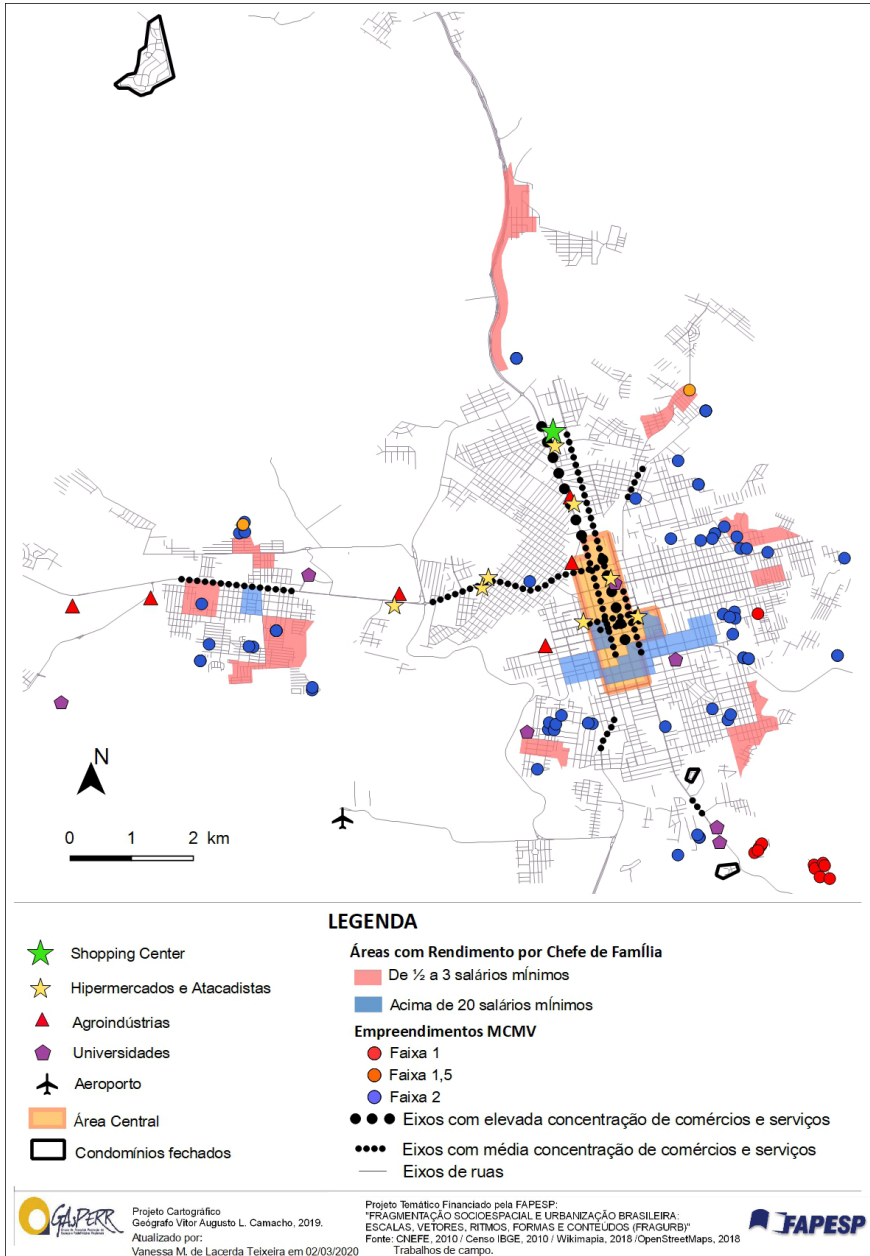 N
0 1 2 km
LEGENDA
Shopping Center
Hipermercados e Atacadistas
Agroindústrias
Universidades
Aeroporto
Área Central
Condomínios fechados
Áreas com Rendimento por Chefe de Família
De ½ a 3 salários mínimos
Acima de 20 salários mínimos
Empreendimentos MCMV
Faixa 1
Faixa 1,5
Faixa 2
Eixos com elevada concentração de comércios e serviços
Eixos com média concentração de comércios e serviços
Eixos de ruas
GAsPERR
Projeto Cartográfico
Geógrafo Vitor Augusto L. Camacho, 2019.
Atualizado por:
Vanessa M. de Lacerda Teixeira em 02/03/2020
Projeto Temático Financiado pela FAPESP:
"FRAGMENTAÇÃO SOCIOESPACIAL E URBANIZAÇÃO BRASILEIRA:
ESCALAS, VETORES, RITMOS, FORMAS E CONTEÚDOS (FRAGURB)"
Fonte: CNEFE, 2010 / Censo IBGE, 2010 / Wikimapia, 2018 /OpenStreetMaps, 2018
Trabalhos de campo.
FAPESP